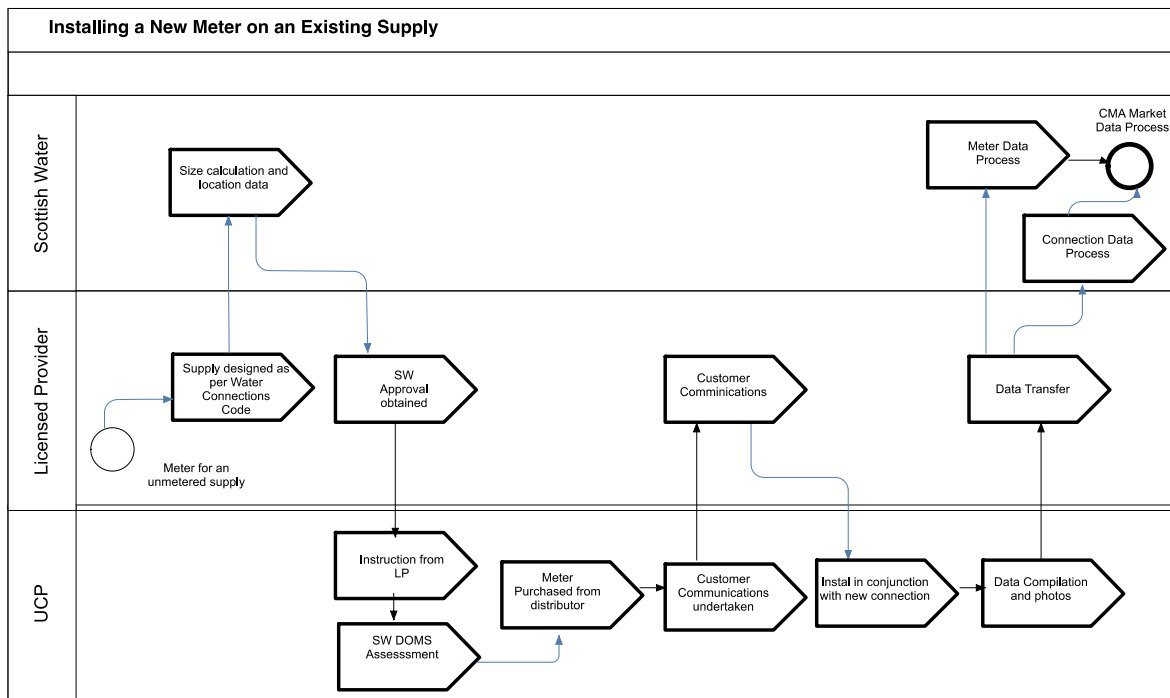 Installing a New Meter on an Existing Supply
Scottish Water
Size calculation and
location data
Meter Data
Process
CMA Market
Data Process
Connection Data
Process
Licensed Provider
Meter for an
unmetered supply
Supply designed as
per Water
Connections
Code
SW
Approval
obtained
Customer
Comminications
Data Transfer
UCP
Instruction from
LP
SW DOMS
Assesssment
Meter
Purchased from
distributor
Customer
Communications
undertaken
Instal in conjunction
with new connection
Data Compilation
and photos